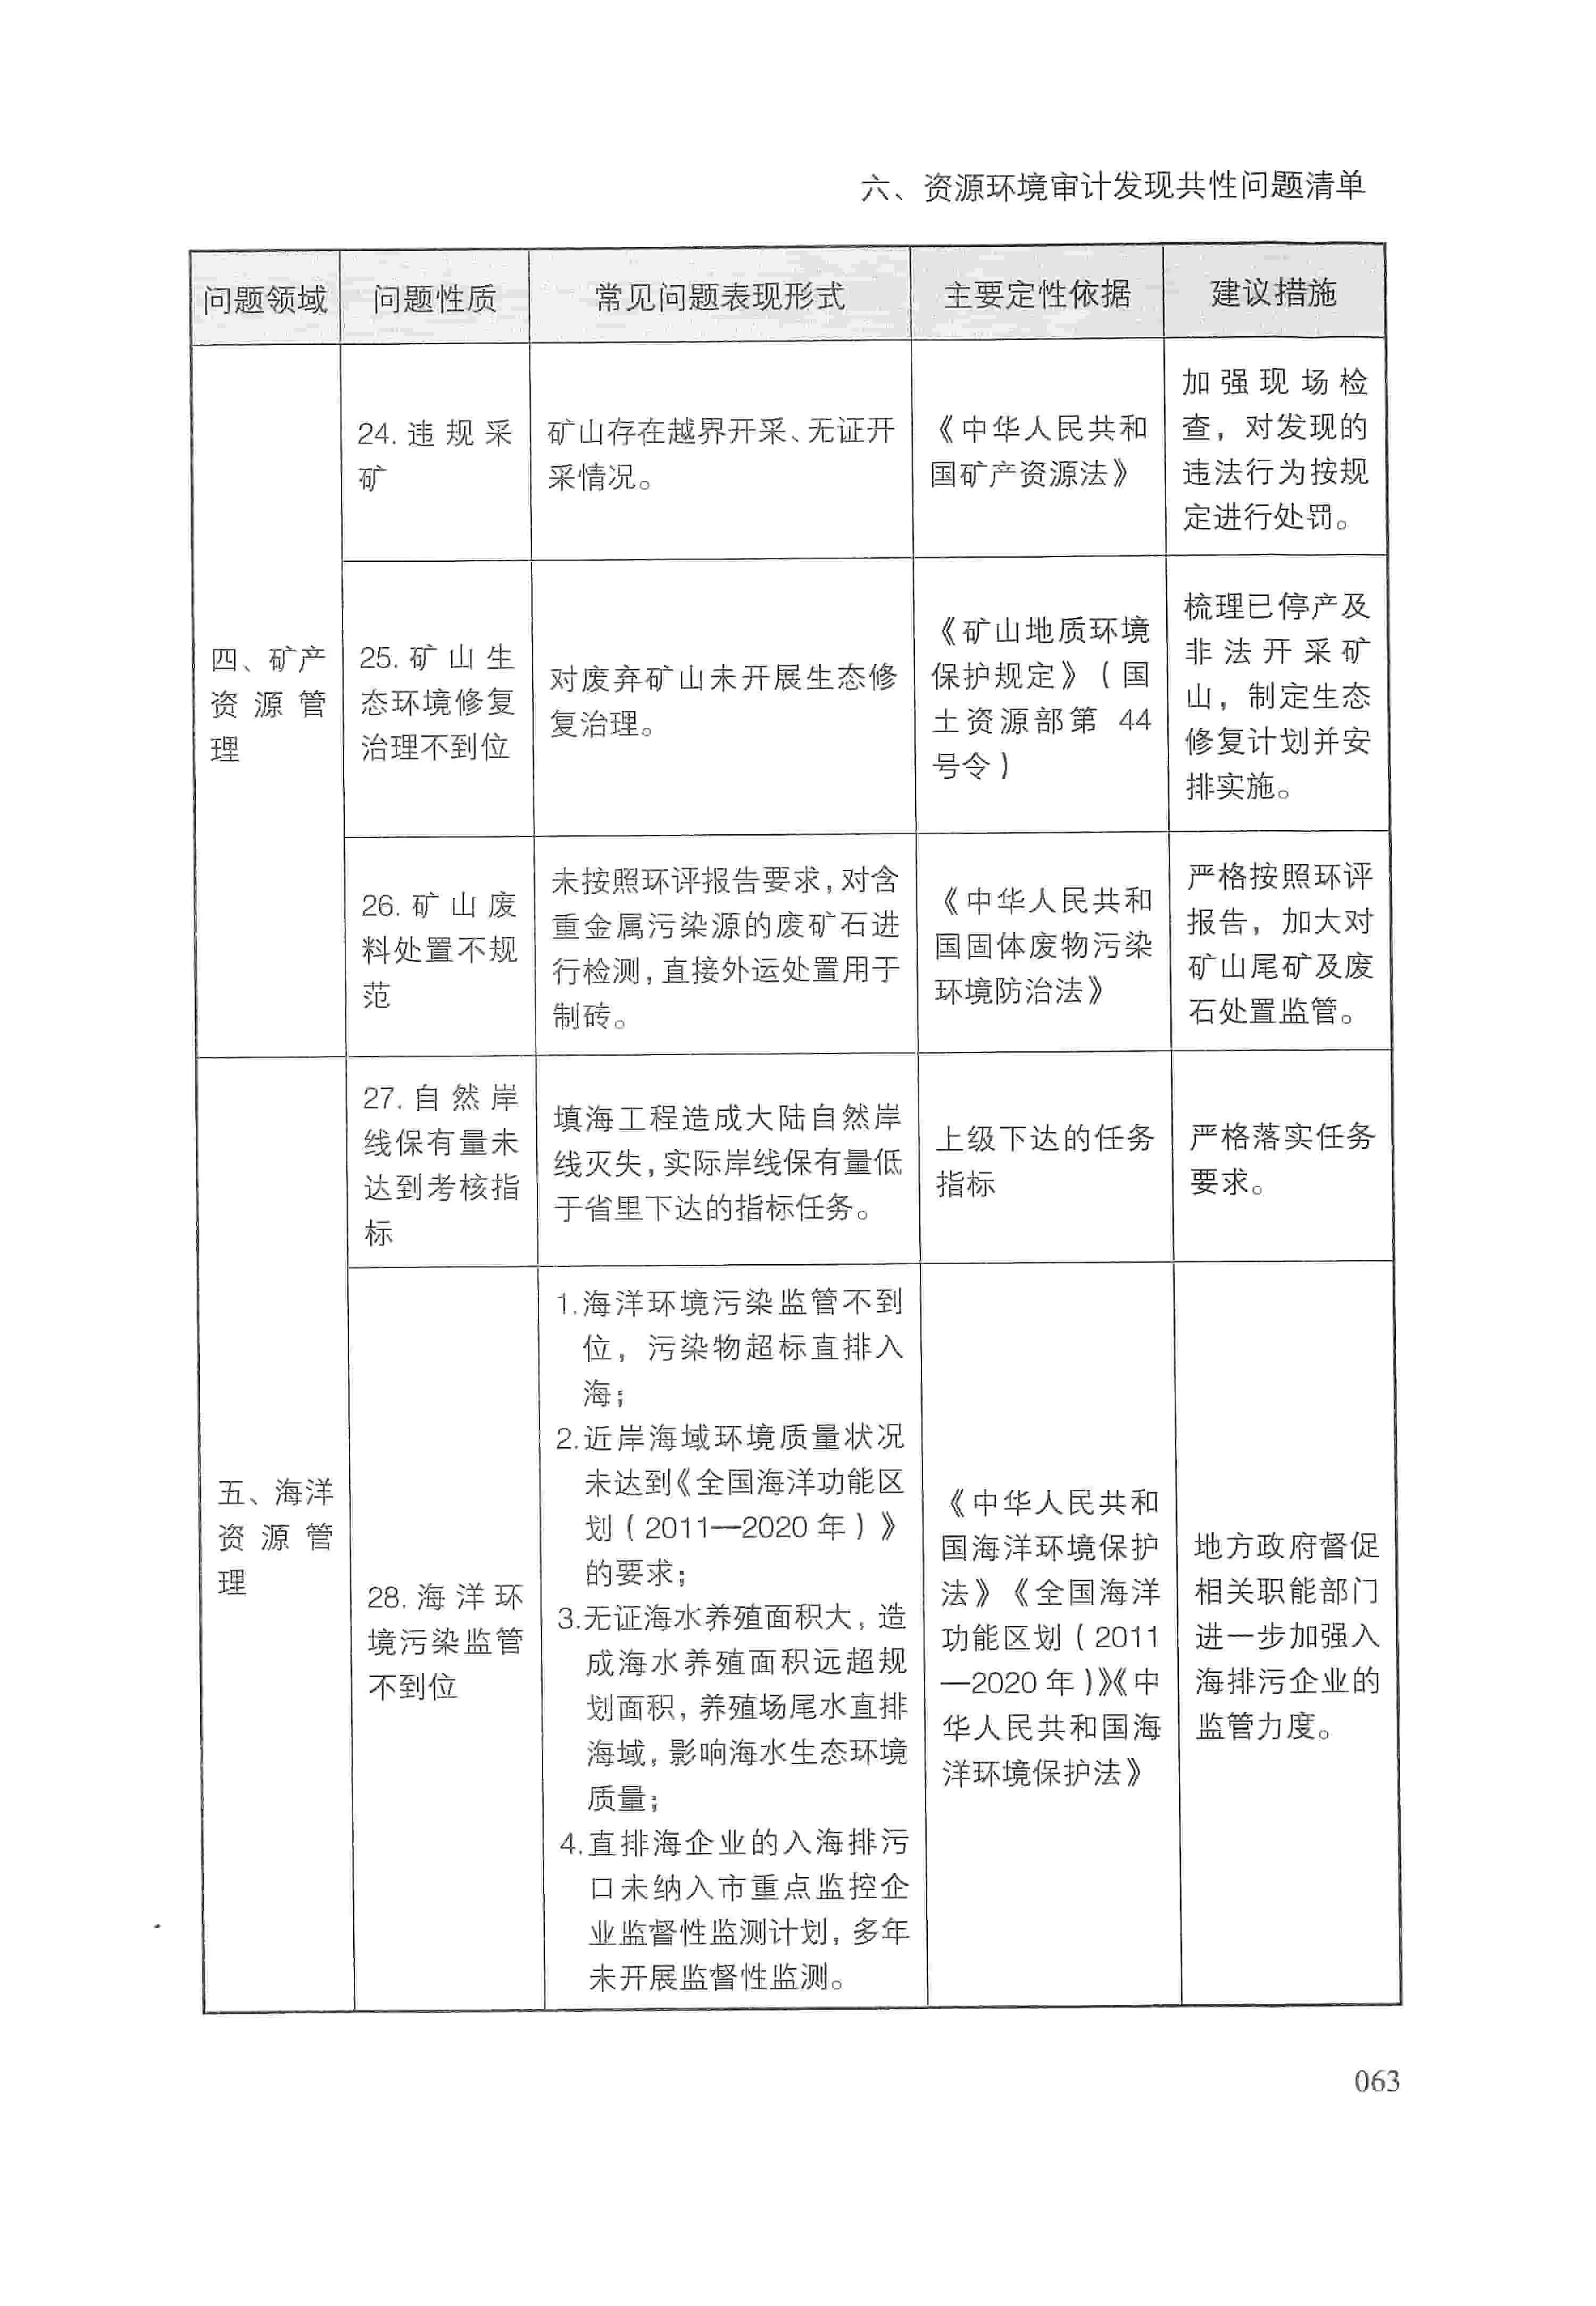 六、资源环境审计发现共性问题清单
问题领域
问题性质
常见问题表现形式
主要定性依据
建议措施
四、矿产
资源管
理
24. 违规采
矿
矿山存在越界开采、无证开
采情况。
《中华人民共和
国矿产资源法》
加强现场检
查，对发现的
违法行为按规
定进行处罚。
25. 矿山生
态环境修复
治理不到位
对废弃矿山未开展生态修
复治理。
《矿山地质环境
保护规定》（国
土资源部第 44
号令）
梳理已停产及
非法开采矿
山，制定生态
修复计划并安
排实施。
26. 矿山废
料处置不规
范
未按照环评报告要求，对含
重金属污染源的废矿石进
行检测，直接外运处置用于
制砖。
《中华人民共和
国固体废物污染
环境防治法》
严格按照环评
报告，加大对
矿山尾矿及废
石处置监管。
五、海洋
资源管
理
27. 自然岸
线保有量未
达到考核指
标
填海工程造成大陆自然岸
线灭失，实际岸线保有量低
于省里下达的指标任务。
上级下达的任务
指标
严格落实任务
要求。
28. 海洋环
境污染监管
不到位
1. 海洋环境污染监管不到
位，污染物超标直排入
海；
2. 近岸海域环境质量状况
未达到《全国海洋功能区
划（2011—2020 年）》
的要求；
3. 无证海水养殖面积大，造
成海水养殖面积远超规
划面积，养殖场尾水直排
海域，影响海水生态环境
质量；
4. 直排海企业的入海排污
口未纳入市重点监控企
业监督性监测计划，多年
未开展监督性监测。
《中华人民共和
国海洋环境保护
法》《全国海洋
功能区划（2011
—2020 年）》《中
华人民共和国海
洋环境保护法》
地方政府督促
相关职能部门
进一步加强入
海排污企业的
监管力度。
063